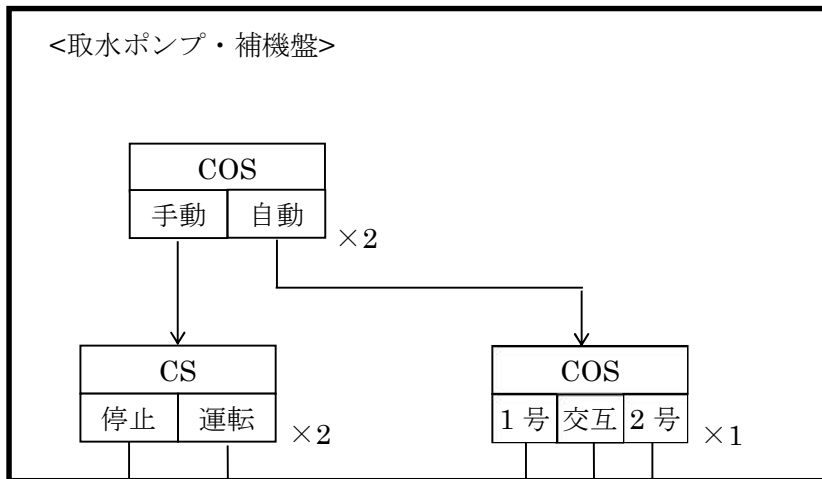 <取水ポンプ・補機盤>
COS
手動 自動 ×2
CS
停止 運転 ×2
COS
1号 交互 2号 ×1